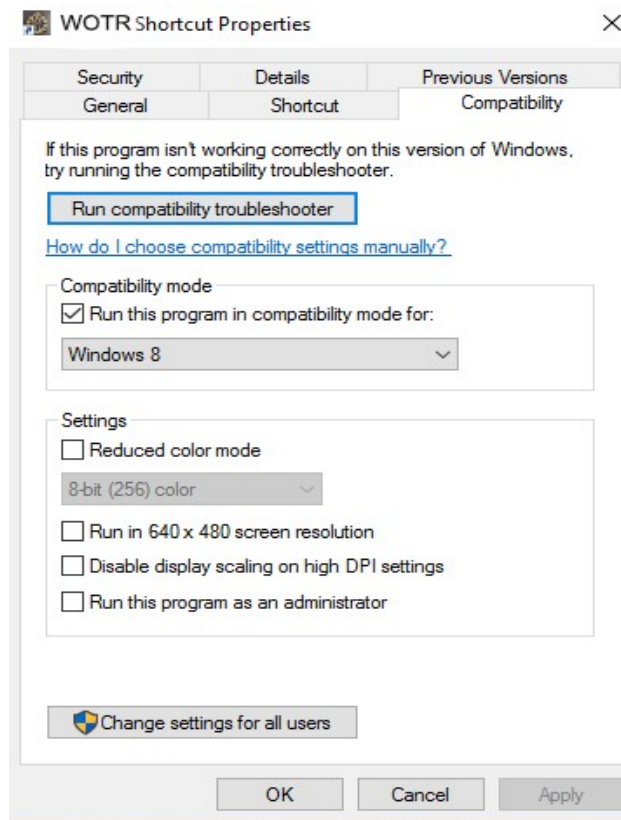 WOTR Shortcut Properties
Security Details Previous Versions
General Shortcut Compatibility
If this program isn't working correctly on this version of Windows,
try running the compatibility troubleshooter.
Run compatibility troubleshooter
How do I choose compatibility settings manually?
Compatibility mode
Run this program in compatibility mode for:
Windows 8
Settings
Reduced color mode
8-bit (256) color
Run in 640 x 480 screen resolution
Disable display scaling on high DPI settings
Run this program as an administrator
Change settings for all users
OK Cancel Apply